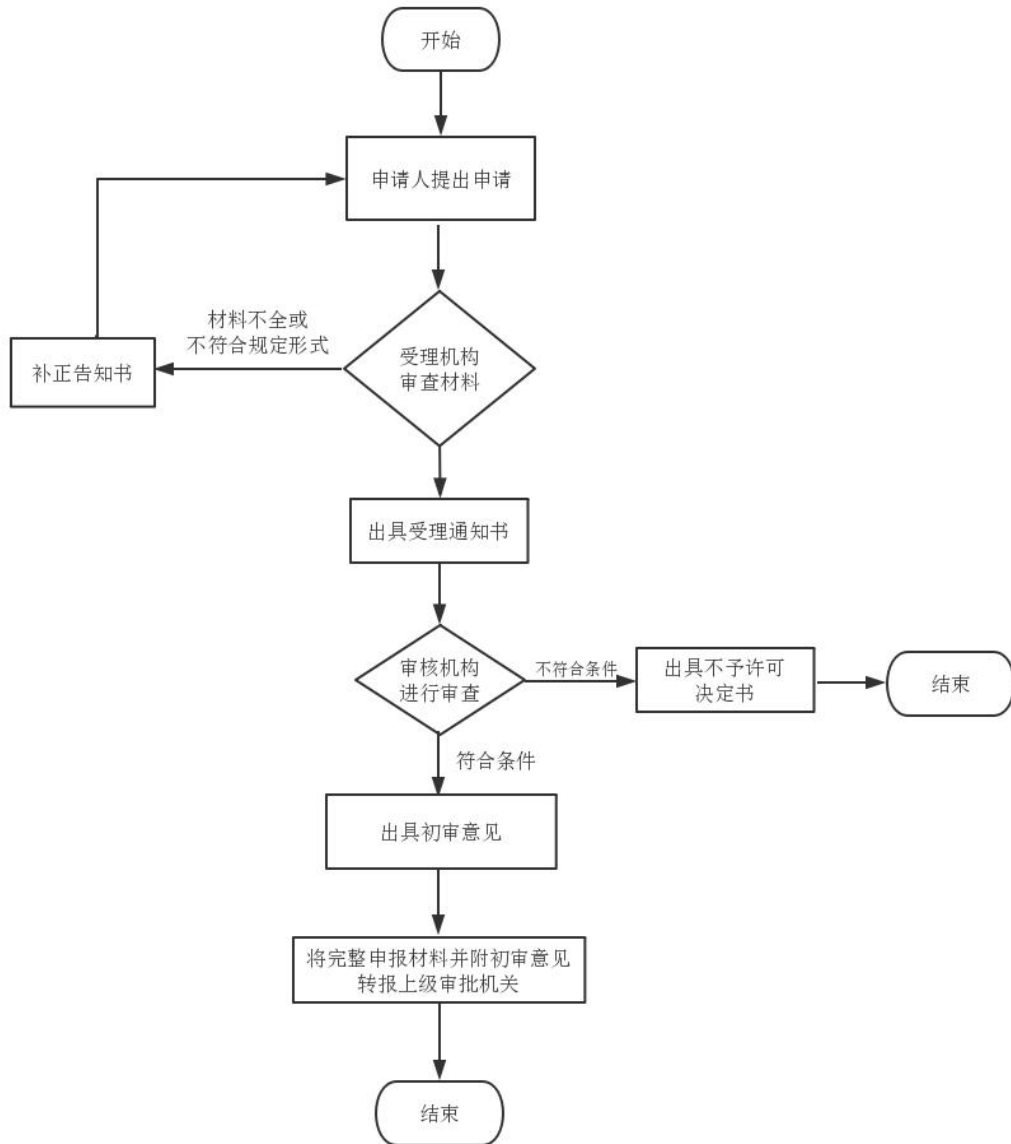 开始
申请人提出申请
材料不全或
不符合规定形式
补正告知书
受理机构
审查材料
出具受理通知书
审核机构
进行审查
不符合条件
出具不予许可
决定书
结束
符合条件
出具初审意见
将完整申报材料并附初审意见
转报上级审批机关
结束